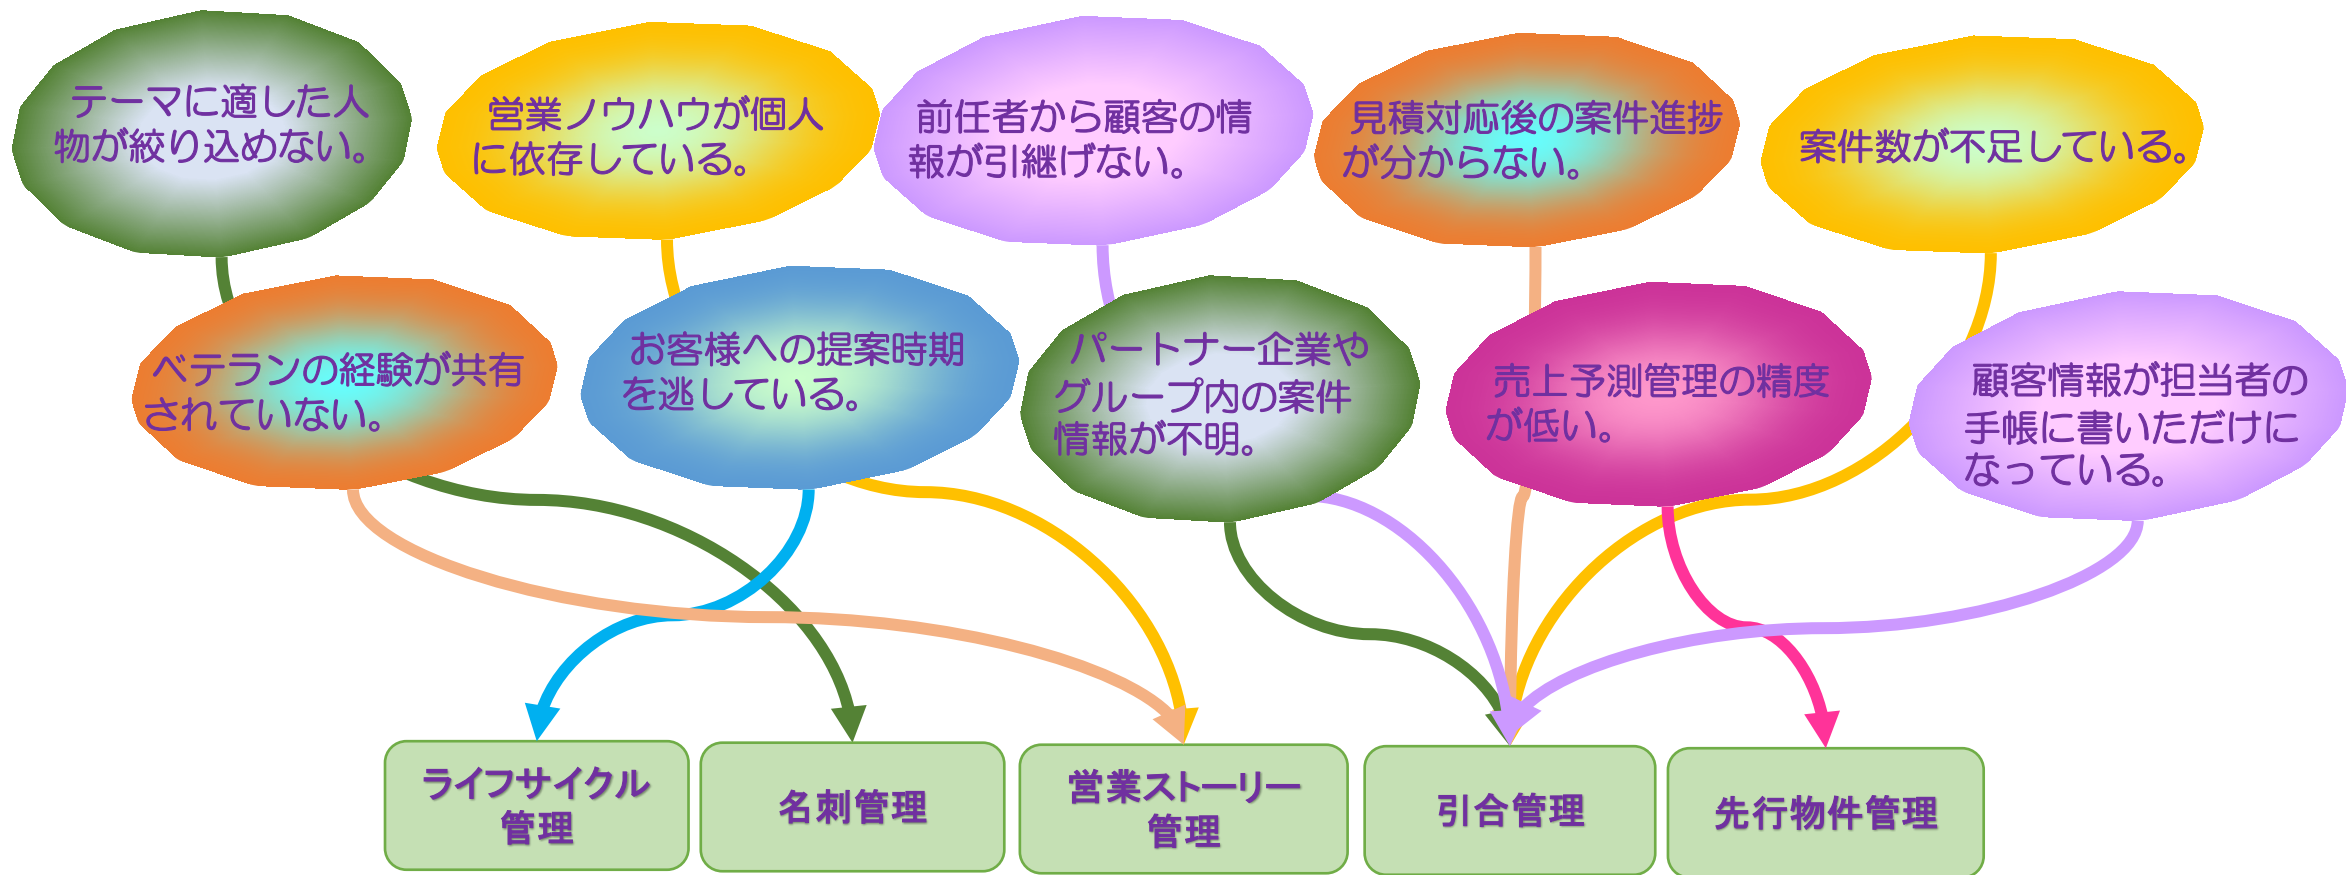 テーマに適した人
物が絞り込めない。
営業ノウハウが個人
に依存している。
前任者から顧客の情
報が引継げない。
見積対応後の案件進捗
が分からない。
案件数が不足している。
ベテランの経験が共有
されていない。
お客様への提案時期
を逃している。
パートナー企業や
グループ内の案件
情報が不明。
売上予測管理の精度
が低い。
顧客情報が担当者の
手帳に書いただけに
なっている。
ライフサイクル
管理
名刺管理
営業ストーリー
管理
引合管理
先行物件管理